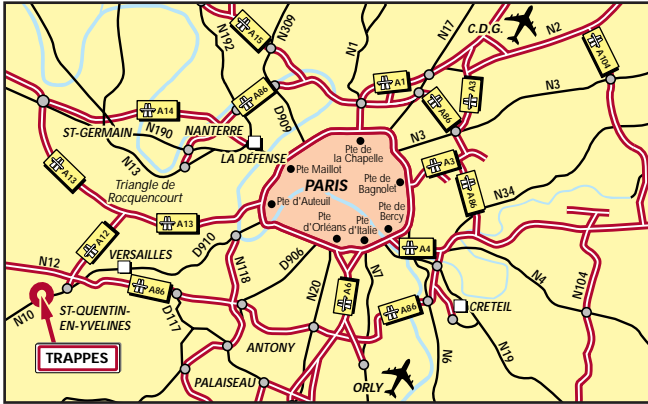 N309
A15
N192
N1
N17
C.D.G.
N2
A104
A86
A1
A3
N3
A14
D909
A86
ST-GERMAIN
N190
NANTERRE
LA DÉFENSE
N3
Pte de
la Chapelle
A3
N13
A13
Triangle de
Rocquencourt
Pte Maillot
PARIS
Pte de
Bagnolet
A86
N34
Pte d'Auteuil
A13
Pte
d'Orléans
Pte
d'Italie
Pte de
Bercy
A12
D910
A4
VERSAILLES
N12
N118
D906
N7
N4
N104
A86
N20
A6
A86
CRETEIL
N10
ST-QUENTIN-
EN-YVELINES
D117
TRAPPES
ANTONY
N6
N19
PALAISEAU
ORLY